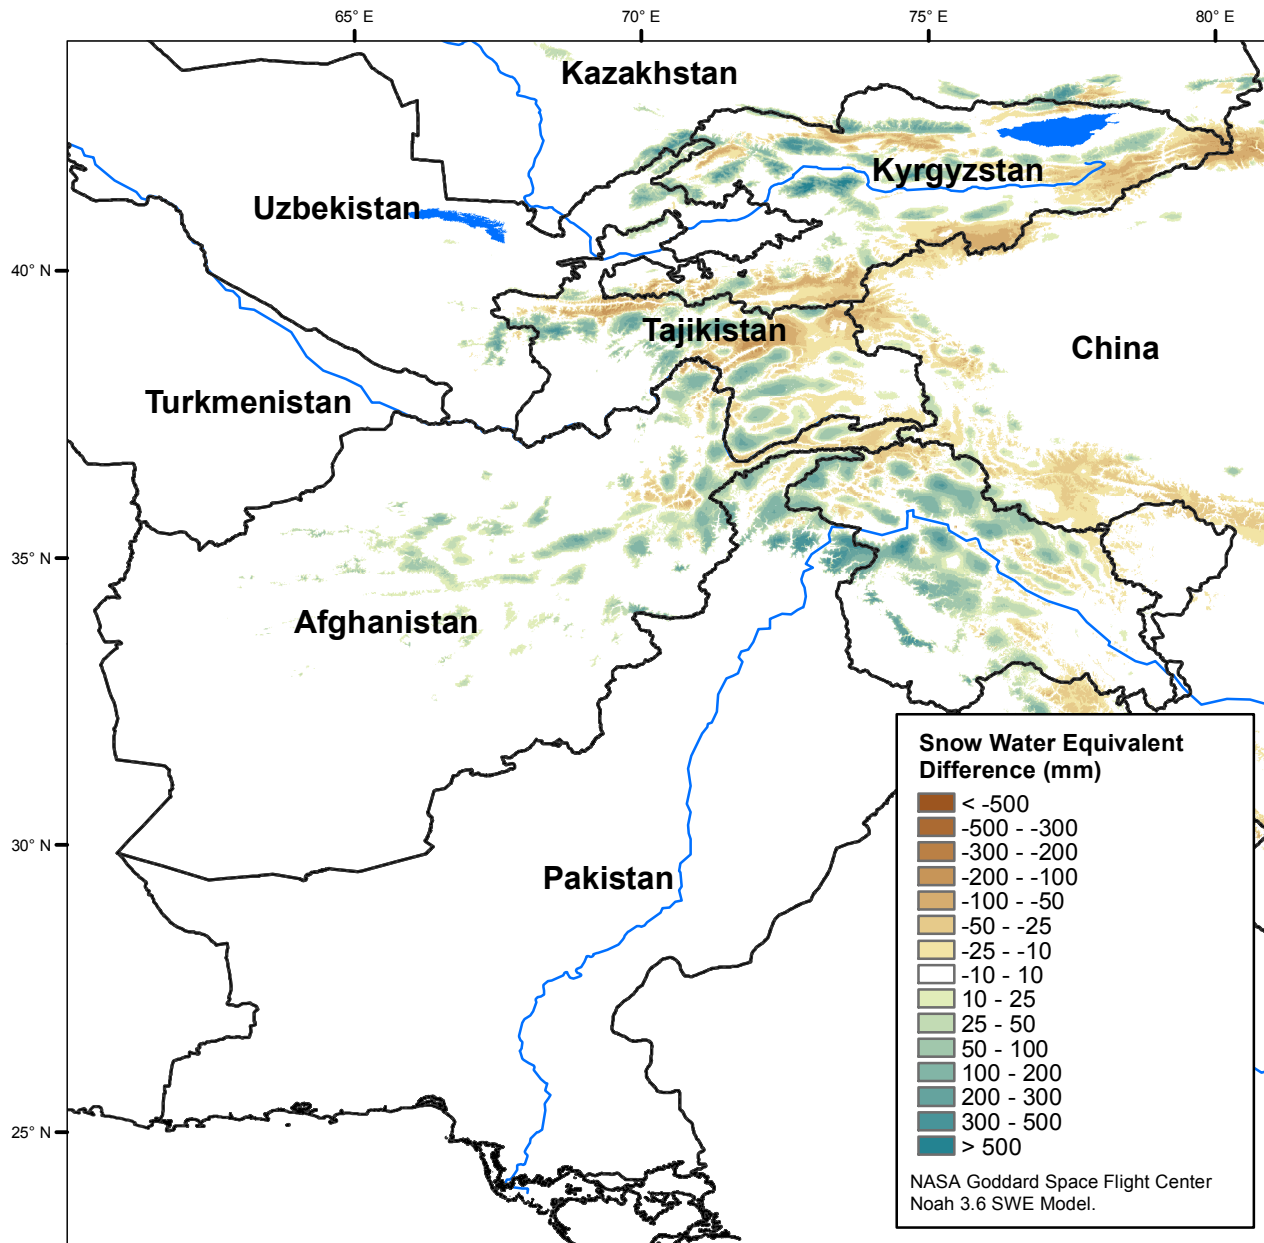 65° E
70° E
75° E
80° E
Kazakhstan
Kyrgyzstan
Uzbekistan
40° N
Tajikistan
China
Turkmenistan
35° N
Afghanistan
Snow Water Equivalent
Difference (mm)
< -500
-500 - -300
-300 - -200
-200 - -100
-100 - -50
-50 - -25
-25 - -10
-10 - 10
10 - 25
25 - 50
50 - 100
100 - 200
200 - 300
300 - 500
> 500
NASA Goddard Space Flight Center
Noah 3.6 SWE Model.
30° N
Pakistan
25° N